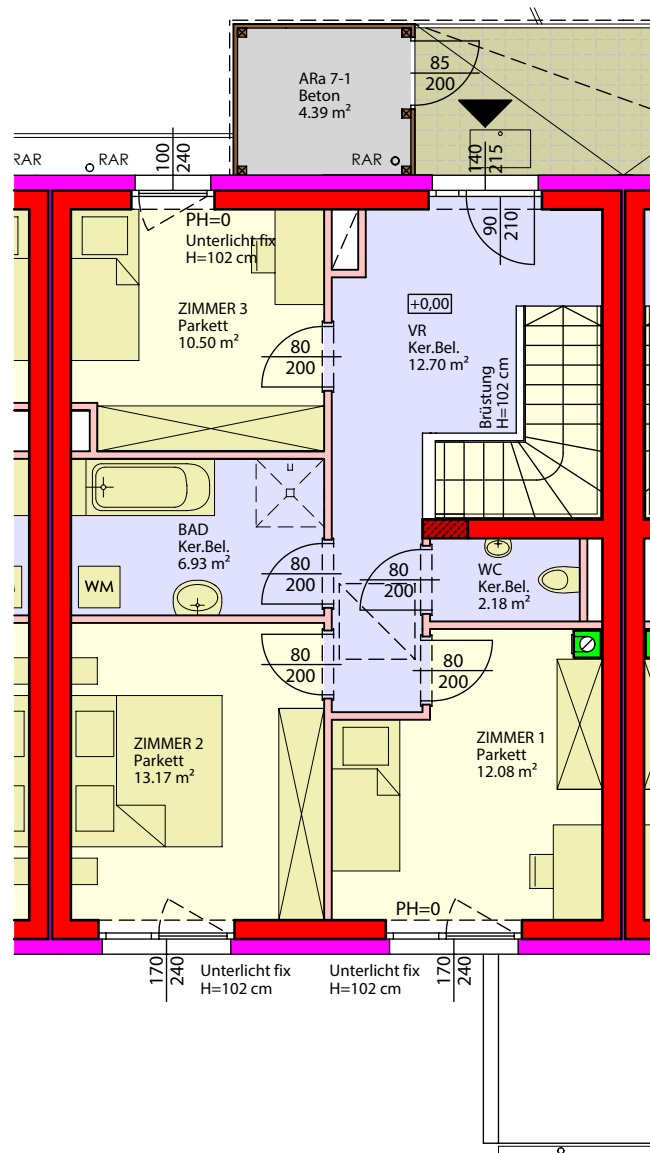 ARa 7-1
Beton
4.39 m²
85
200
RAR
RAR
RAR
100
240
140
215
90
210
PH=0
Unterlicht fix
H=102 cm
ZIMMER 3
Parkett
10.50 m²
80
200
+0,00
VR
Ker.Bel.
12.70 m²
Brüstung
H=102 cm
BAD
Ker.Bel.
6.93 m²
WM
80
200
80
200
WC
Ker.Bel.
2.18 m²
80
200
80
200
ZIMMER 2
Parkett
13.17 m²
ZIMMER 1
Parkett
12.08 m²
PH=0
170
240
Unterlicht fix
H=102 cm
Unterlicht fix
H=102 cm
170
240